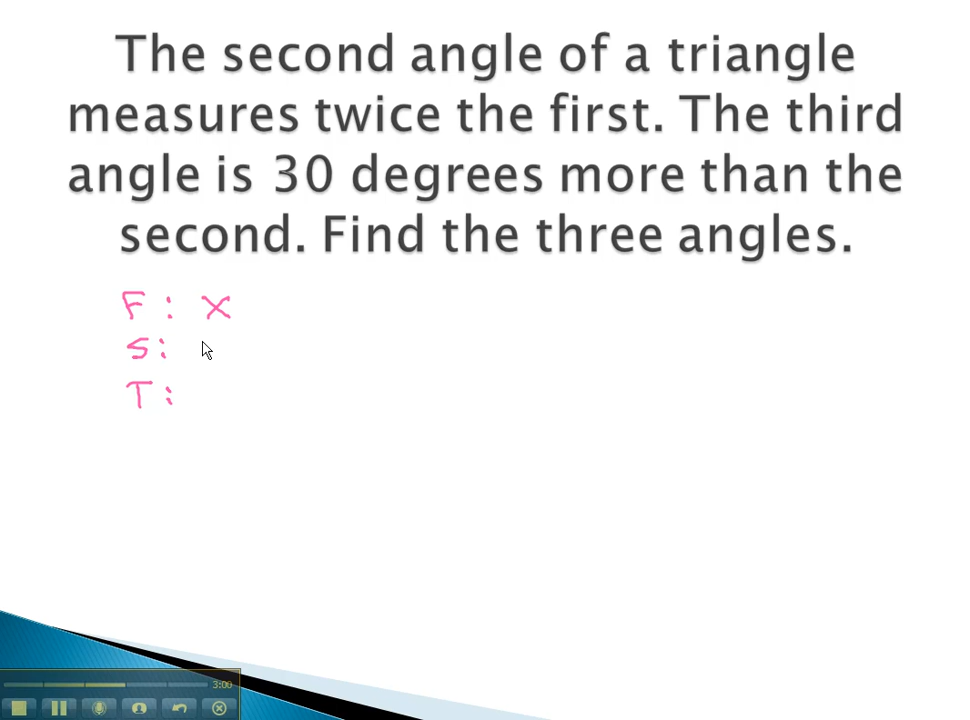 The second angle of a triangle
measures twice the first. The third
angle is 30 degrees more than the
second. Find the three angles.
F: X
S:
T:
3:00